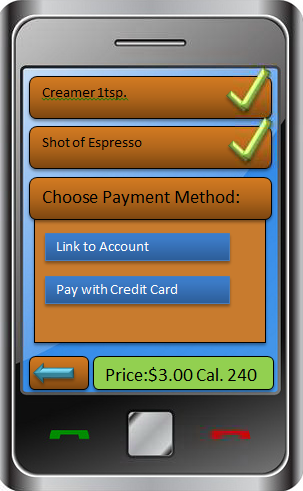 Creamer 1tsp.
Shot of Espresso
Choose Payment Method:
Link to Account
Pay with Credit Card
Price:$3.00 Cal. 240